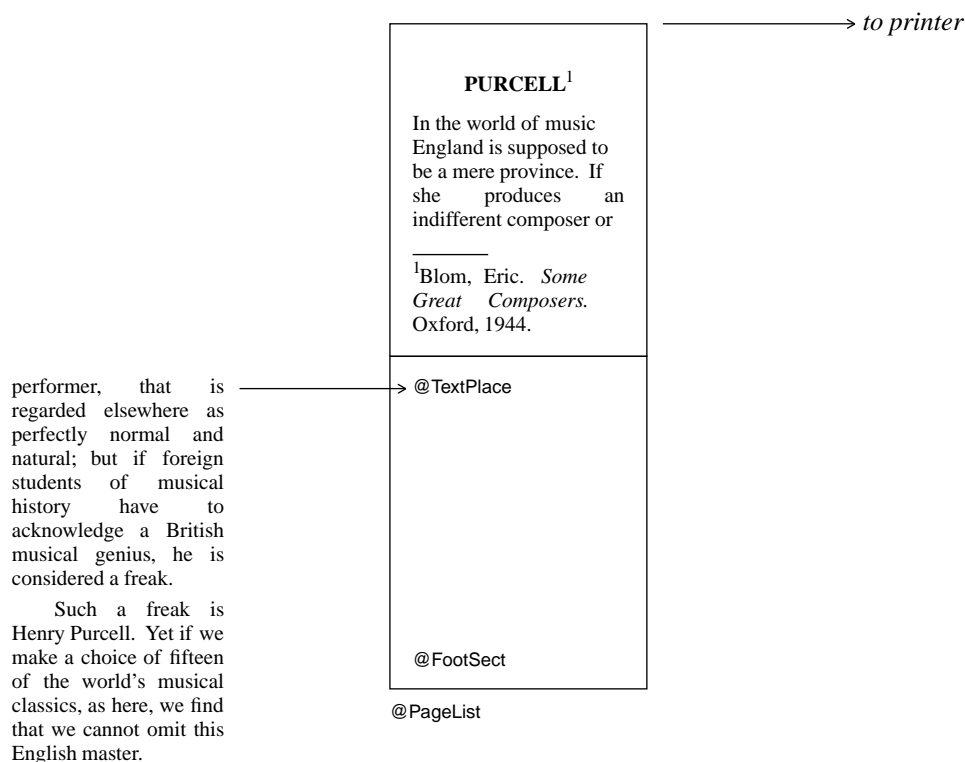 to printer
PURCELL1
In the world of music
England is supposed to
be a mere province. If
she produces an
indifferent composer or
1Blom, Eric. Some
Great Composers.
Oxford, 1944.
performer, that is
regarded elsewhere as
perfectly normal and
natural; but if foreign
students of musical
history have to
acknowledge a British
musical genius, he is
considered a freak.
Such a freak is
Henry Purcell. Yet if we
make a choice of fifteen
of the world's musical
classics, as here, we find
that we cannot omit this
English master.
@TextPlace
@FootSect
@PageList